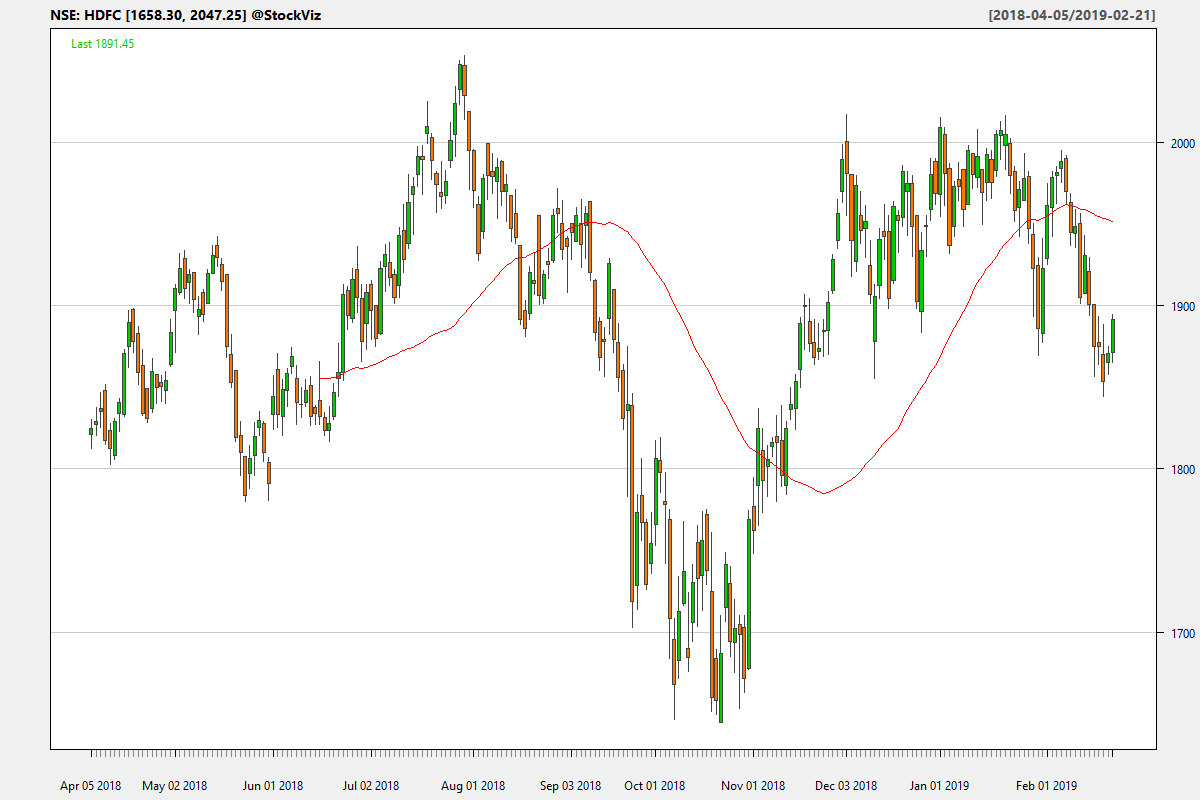 NSE: HDFC [1658.30, 2047.25] @StockViz
[2018-04-05/2019-02-21]
Last 1891.45
2000
1900
1800
1700
Apr 05 2018
May 02 2018
Jun 01 2018
Jul 02 2018
Aug 01 2018
Sep 03 2018
Oct 01 2018
Nov 01 2018
Dec 03 2018
Jan 01 2019
Feb 01 2019